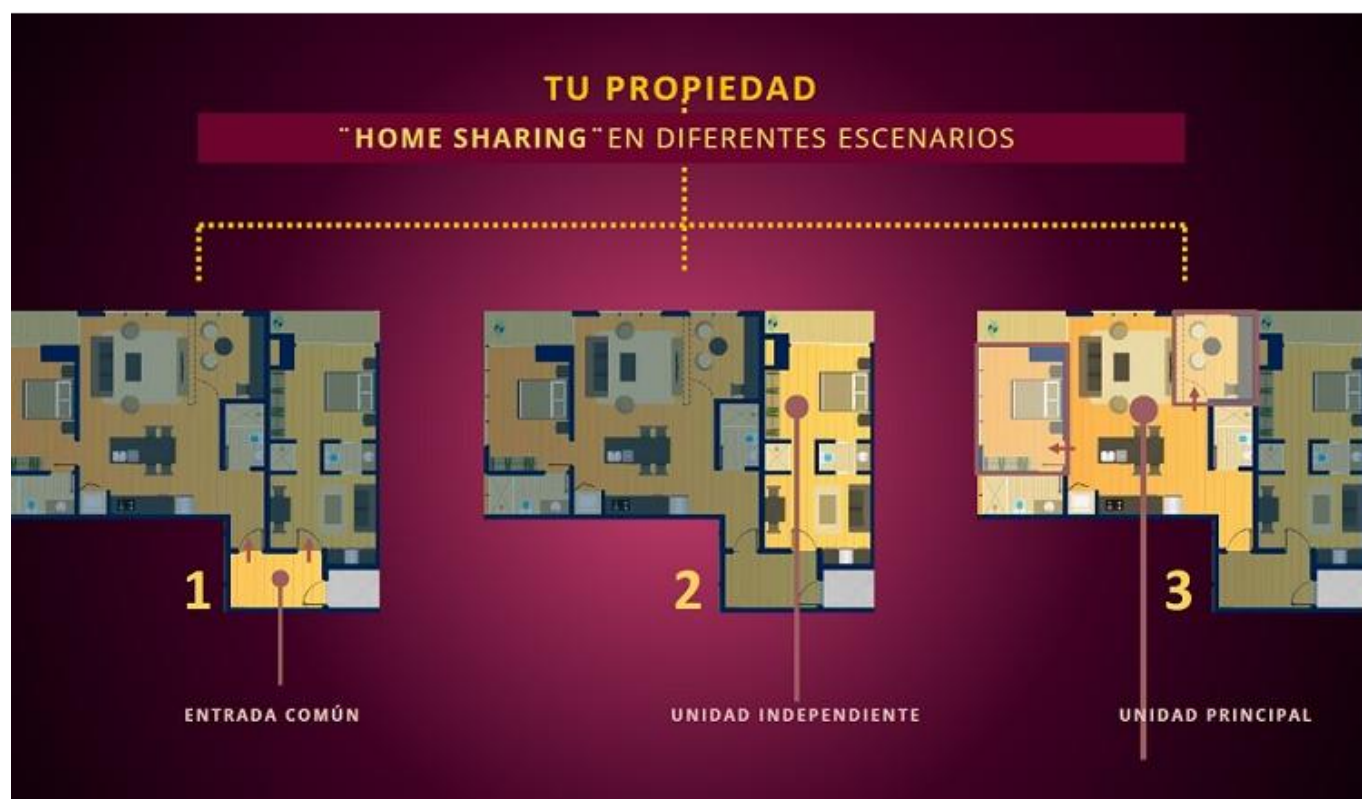 TU PROPIEDAD
¨HOME SHARING¨ EN DIFERENTES ESCENARIOS
1
2
3
ENTRADA COMÚN
UNIDAD INDEPENDIENTE
UNIDAD PRINCIPAL